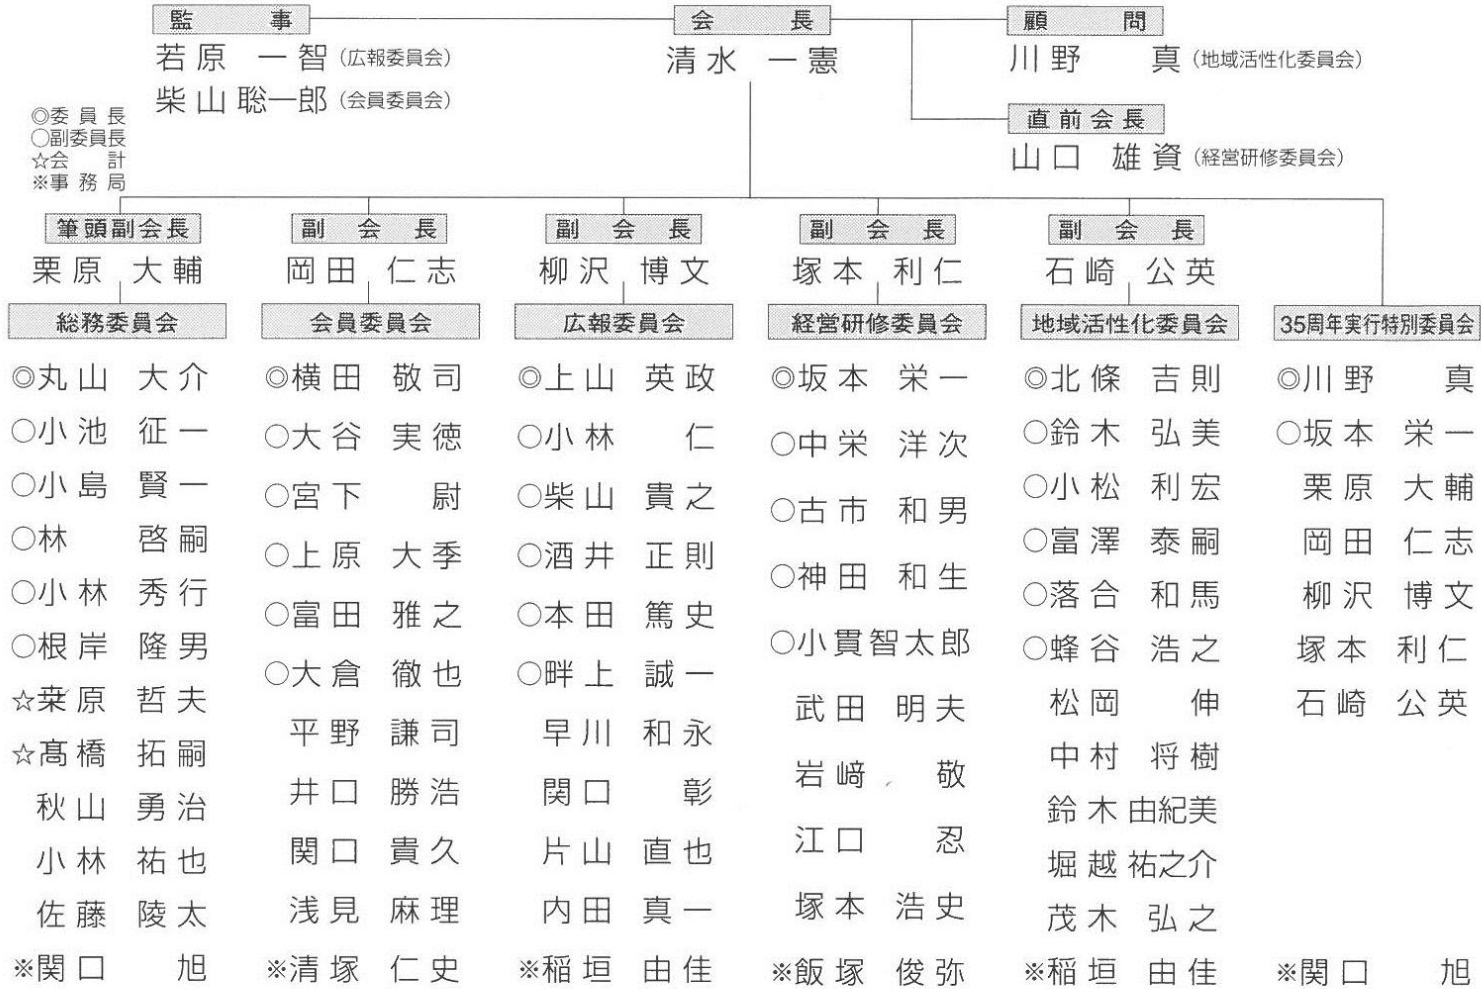 監事
若原 一智(広報委員会)
柴山聡一郎(会員委員会)
会長
清水 一憲
顧問
川野 真(地域活性化委員会)
直前会長
山口 雄資(経営研修委員会)
◎委員長
○副委員長
☆会計
※事務局
筆頭副会長
栗原 大輔
総務委員会
◎丸山 大介
○小池 征一
○小島 賢一
○林 啓嗣
○小林 秀行
○根岸 隆男
☆桒原 哲夫
☆髙橋 拓嗣
秋山 勇治
小林 祐也
佐藤 陵太
※関口 旭
副会長
岡田 仁志
会員委員会
◎横田 敬司
○大谷 実徳
○宮下 尉
○上原 大季
○富田 雅之
○大倉 徹也
平野 謙司
井口 勝浩
関口 貴久
浅見 麻理
※清塚 仁史
副会長
柳沢 博文
広報委員会
◎上山 英政
○小林 仁
○柴山 貴之
○酒井 正則
○本田 篤史
○畔上 誠一
早川 和永
関口 彰
片山 直也
内田 真一
※稲垣 由佳
副会長
塚本 利仁
経営研修委員会
◎坂本 栄一
○中栄 洋次
○古市 和男
○神田 和生
○小貫智太郎
武田 明夫
岩﨑 敬
江口 忍
塚本 浩史
※飯塚 俊弥
副会長
石崎 公英
地域活性化委員会
◎北條 吉則
○鈴木 弘美
○小松 利宏
○富澤 泰嗣
○落合 和馬
○蜂谷 浩之
松岡 伸
中村 将樹
鈴木由紀美
堀越祐之介
茂木 弘之
※稲垣 由佳
35周年実行特別委員会
◎川野 真
○坂本 栄一
栗原 大輔
岡田 仁志
柳沢 博文
塚本 利仁
石崎 公英
※関口 旭